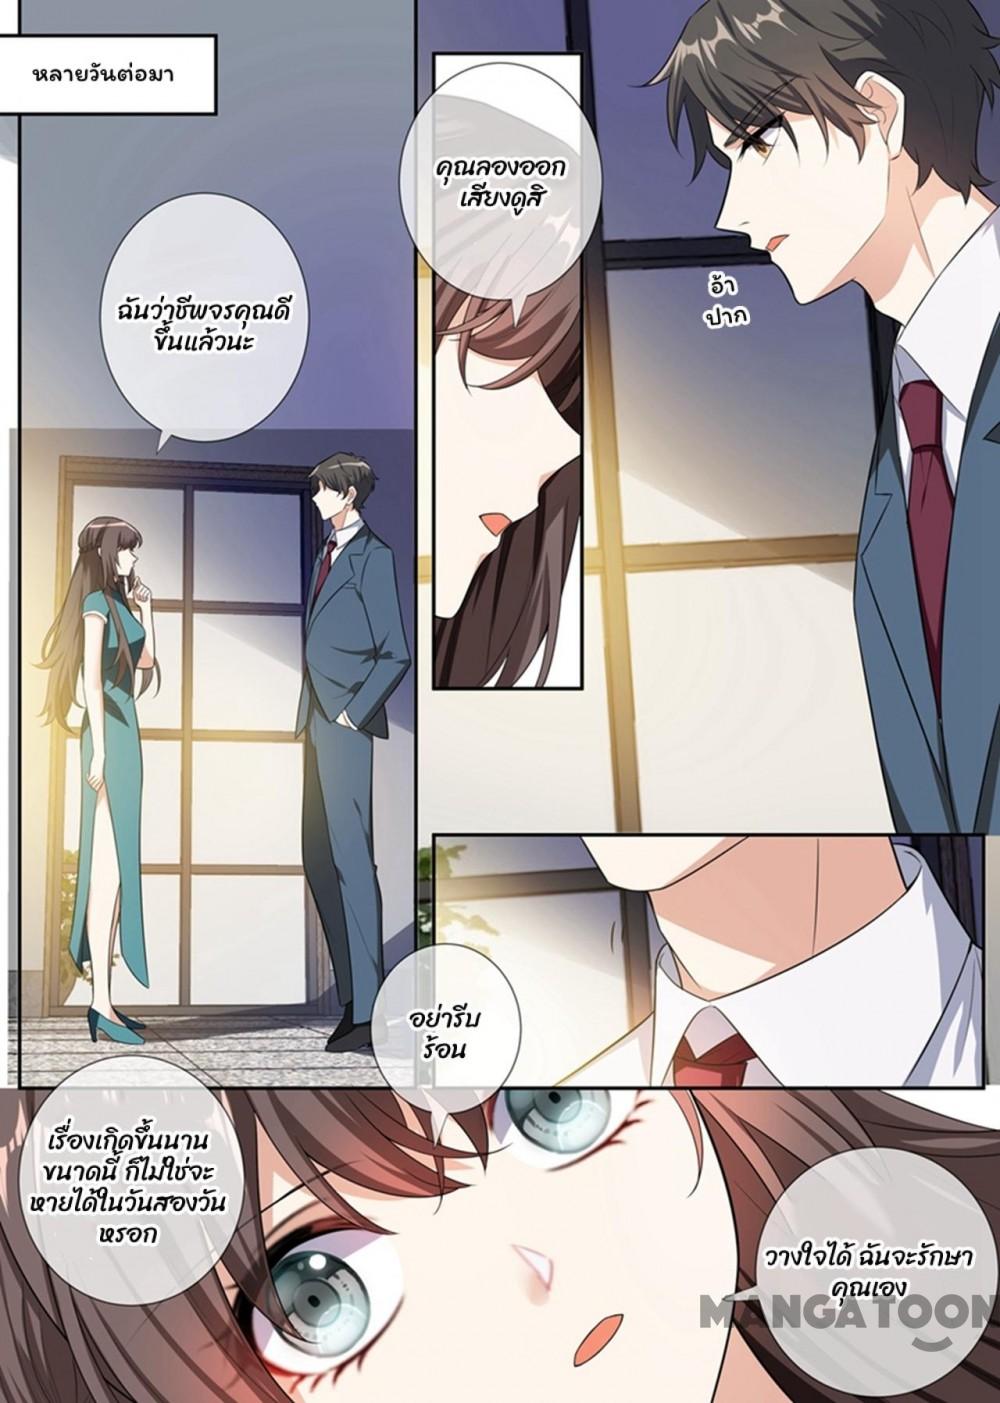 หลายวันต่อมา
ฉันว่าชีพจรคุณดี
ขึ้นแล้วนะ
คุณลองออก
เสียงดูสิ
อ้า
ปาก
อย่ารีบ
ร้อน
เรื่องเกิดขึ้นนาน
ขนาดนี้ ก็ไม่ใช่จะ
หายได้ในวันสองวัน
หรอก
วางใจได้ ฉันจะรักษา
คุณเอง
MANGATOON